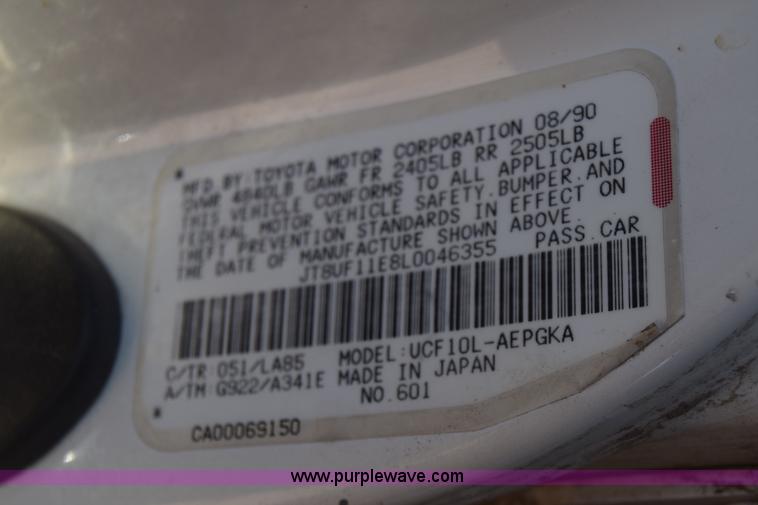 MFD.BY:TOYOTA MOTOR CORPORATION 08/90
GVWR 4840LB GAWR FR 2405LB RR 2505LB
THIS VEHICLE CONFORMS TO ALL APPLICABLE
FEDERAL MOTOR VEHICLE SAFETY,BUMPER,AND
THEFT PREVENTION STANDARDS IN EFFECT ON
THE DATE OF MANUFACTURE SHOWN ABOVE.
JT8UF11E8L0046355 PASS.CAR
C/TR:051/LA85 MODEL:UCF10L-AEPGKA
A/TM:G922/A341E MADE IN JAPAN
NO.601
CA00069150
www.purplewave.com